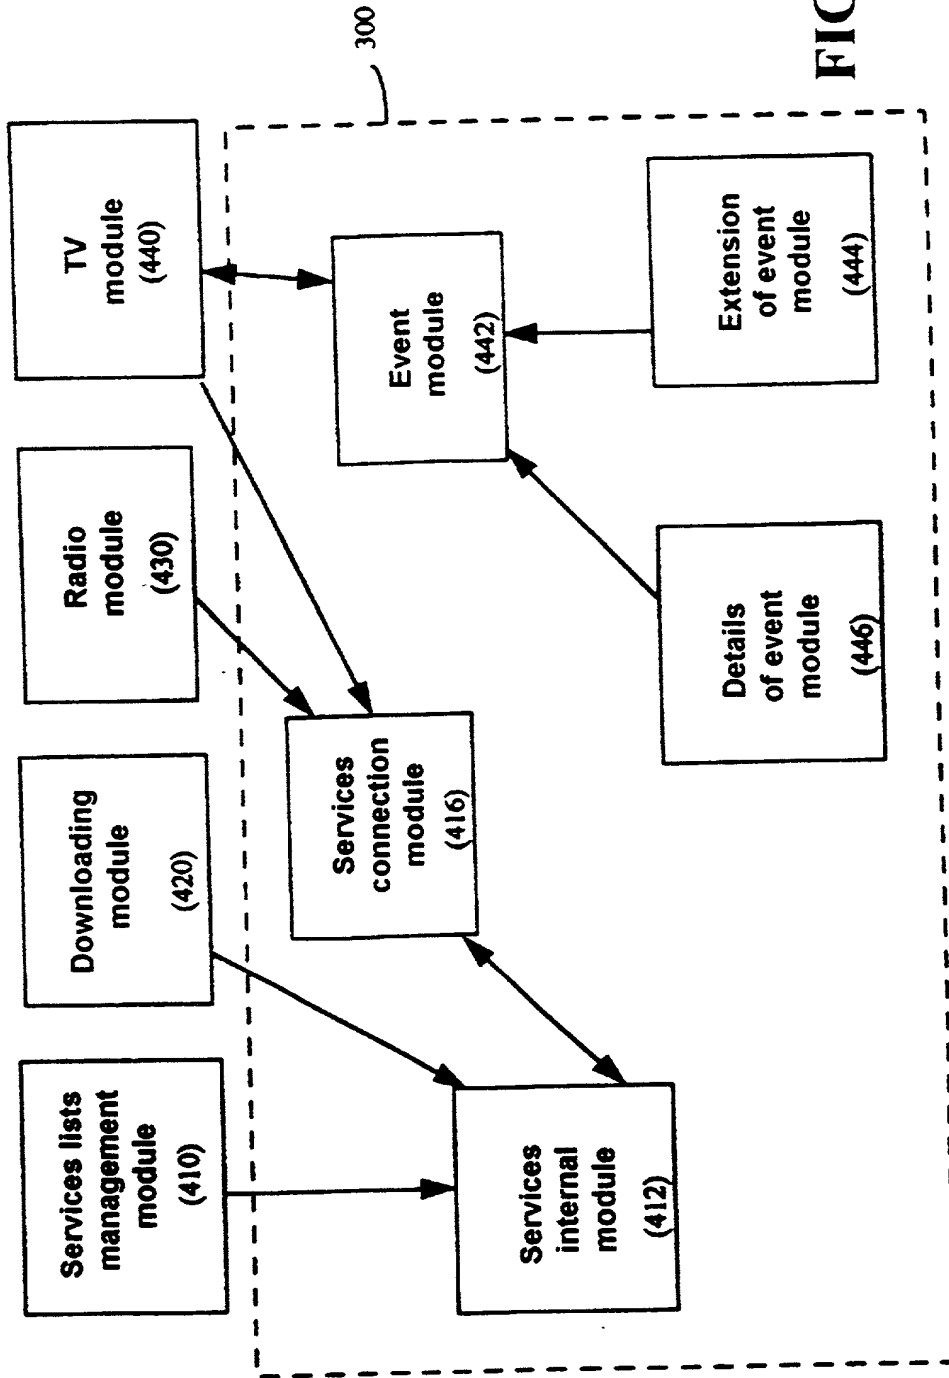 Services lists
management
module
(410)
Downloading
module
(420)
Radio
module
(430)
TV
module
(440)
300
Services
internal
module
(412)
Services
connection
module
(416)
Event
module
(442)
Details
of event
module
(446)
Extension
of event
module
(444)
FIG